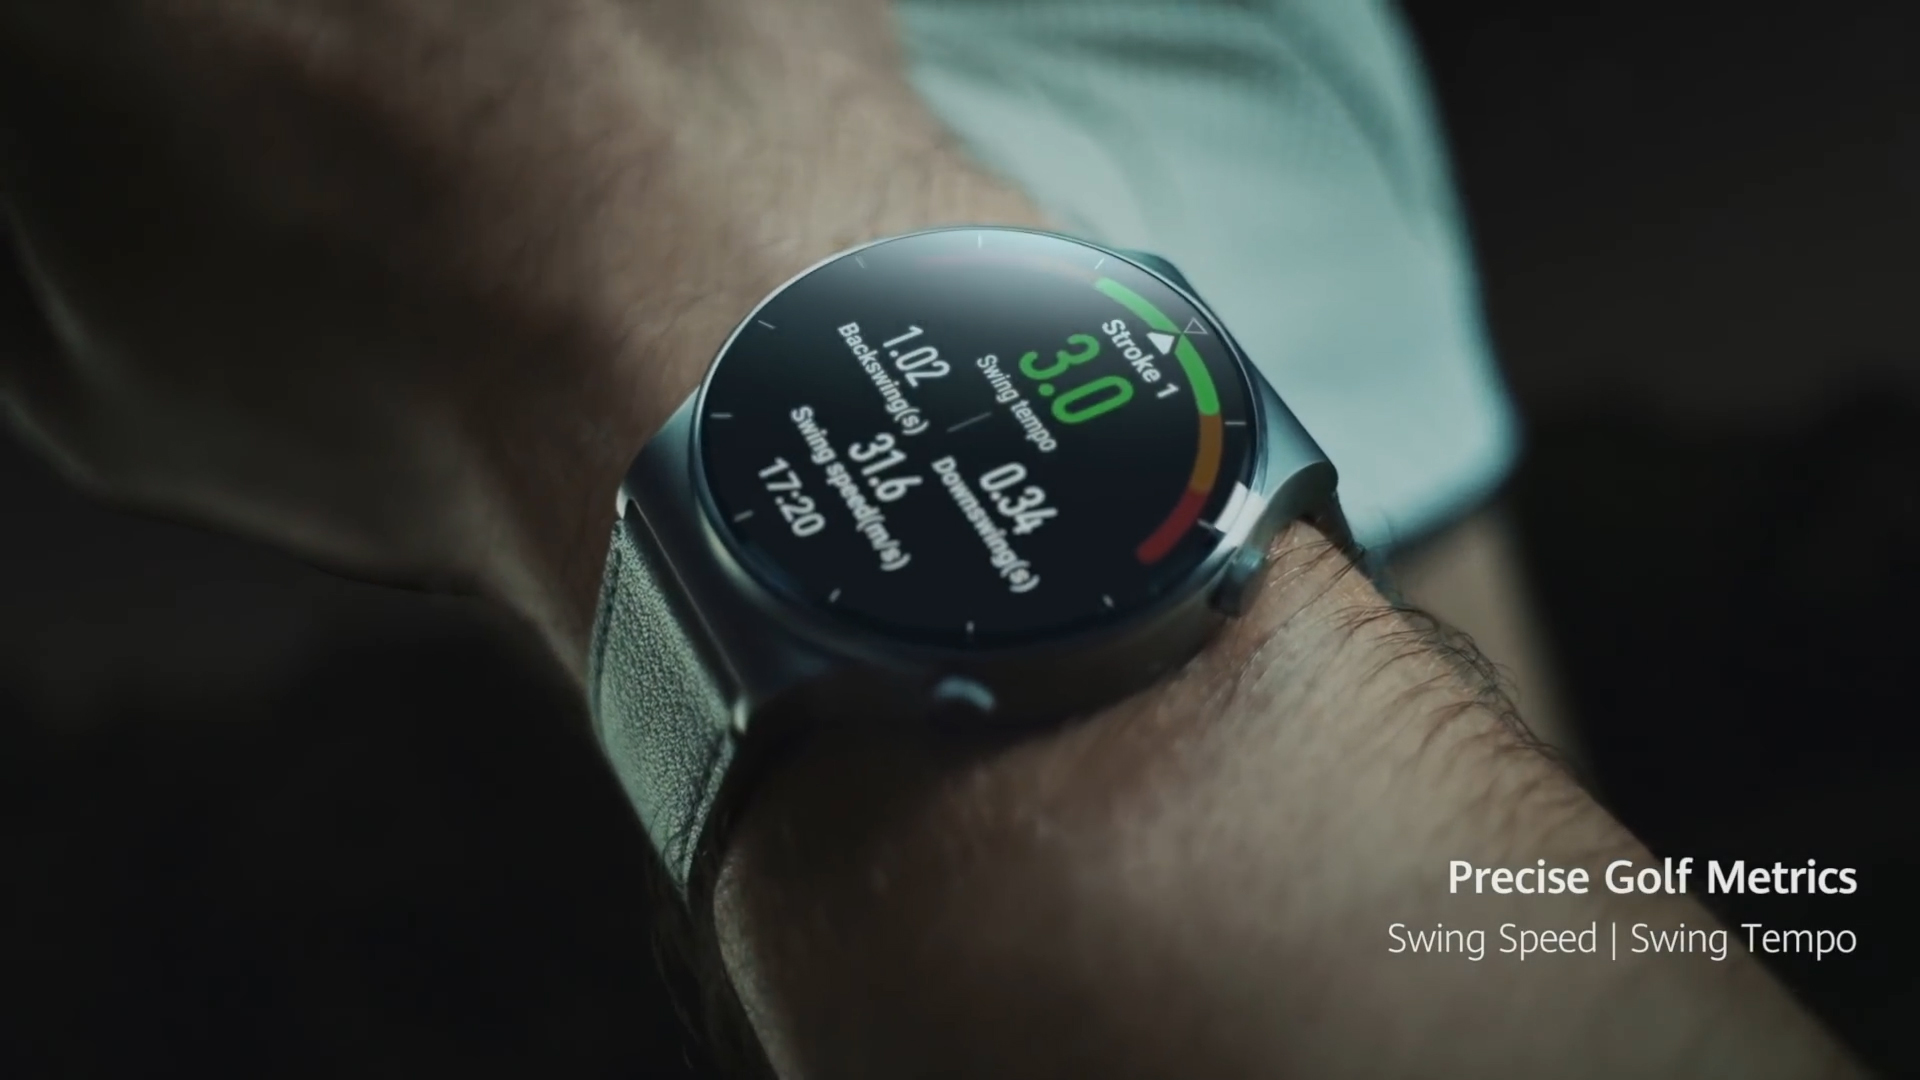 Stroke 1
3.0
Swing tempo
1.02
Backswing(s)
0.34
Downswing(s)
31.6
Swing speed(m/s)
17:20
Precise Golf Metrics
Swing Speed | Swing Tempo